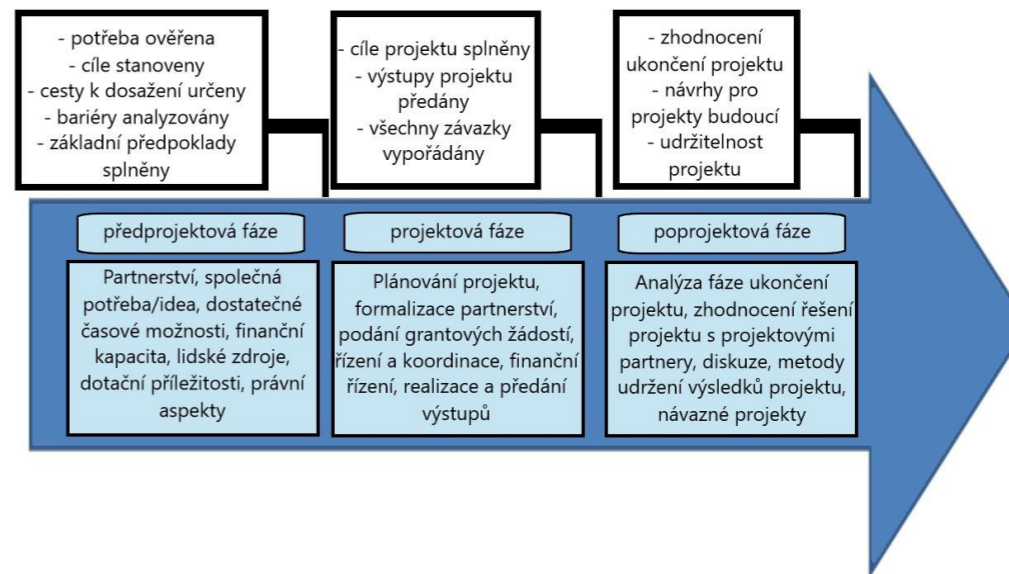 - potřeba ověřena
- cíle stanoveny
- cesty k dosažení určeny
- bariéry analyzovány
- základní předpoklady
splněny
- cíle projektu splněny
- výstupy projektu
předány
- všechny závazky
vypořádány
- zhodnocení
ukončení projektu
- návrhy pro
projekty budoucí
- udržitelnost
projektu
předprojektová fáze
projektová fáze
poprojektová fáze
Partnerství, společná
potřeba/idea, dostatečné
časové možnosti, finanční
kapacita, lidské zdroje,
dotační příležitosti, právní
aspekty
Plánování projektu,
formalizace partnerství,
podání grantových žádostí,
řízení a koordinace, finanční
řízení, realizace a předání
výstupů
Analýza fáze ukončení
projektu, zhodnocení řešení
projektu s projektovými
partnery, diskuze, metody
udržení výsledků projektu,
návazné projekty